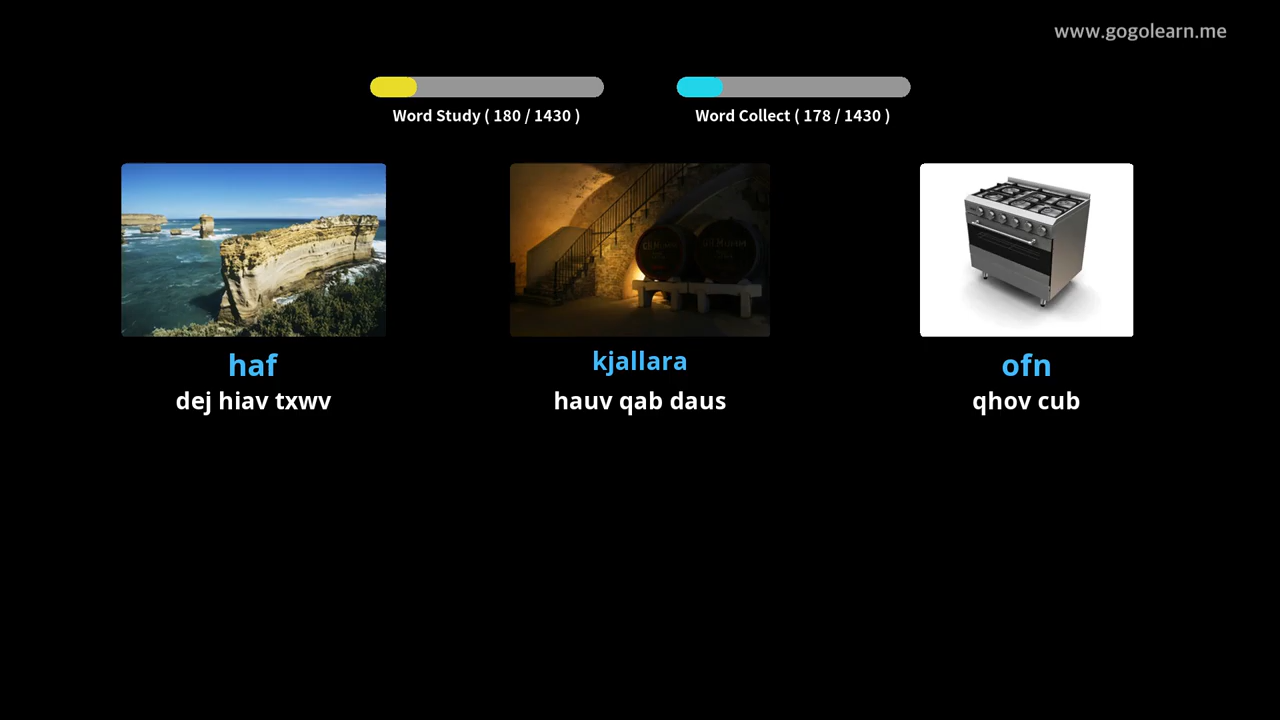 www.gogolearn.me
Word Study ( 180 / 1430 )
Word Collect ( 178 / 1430 )
haf
dej hiav txwv
kjallara
hauv qab daus
ofn
qhov cub